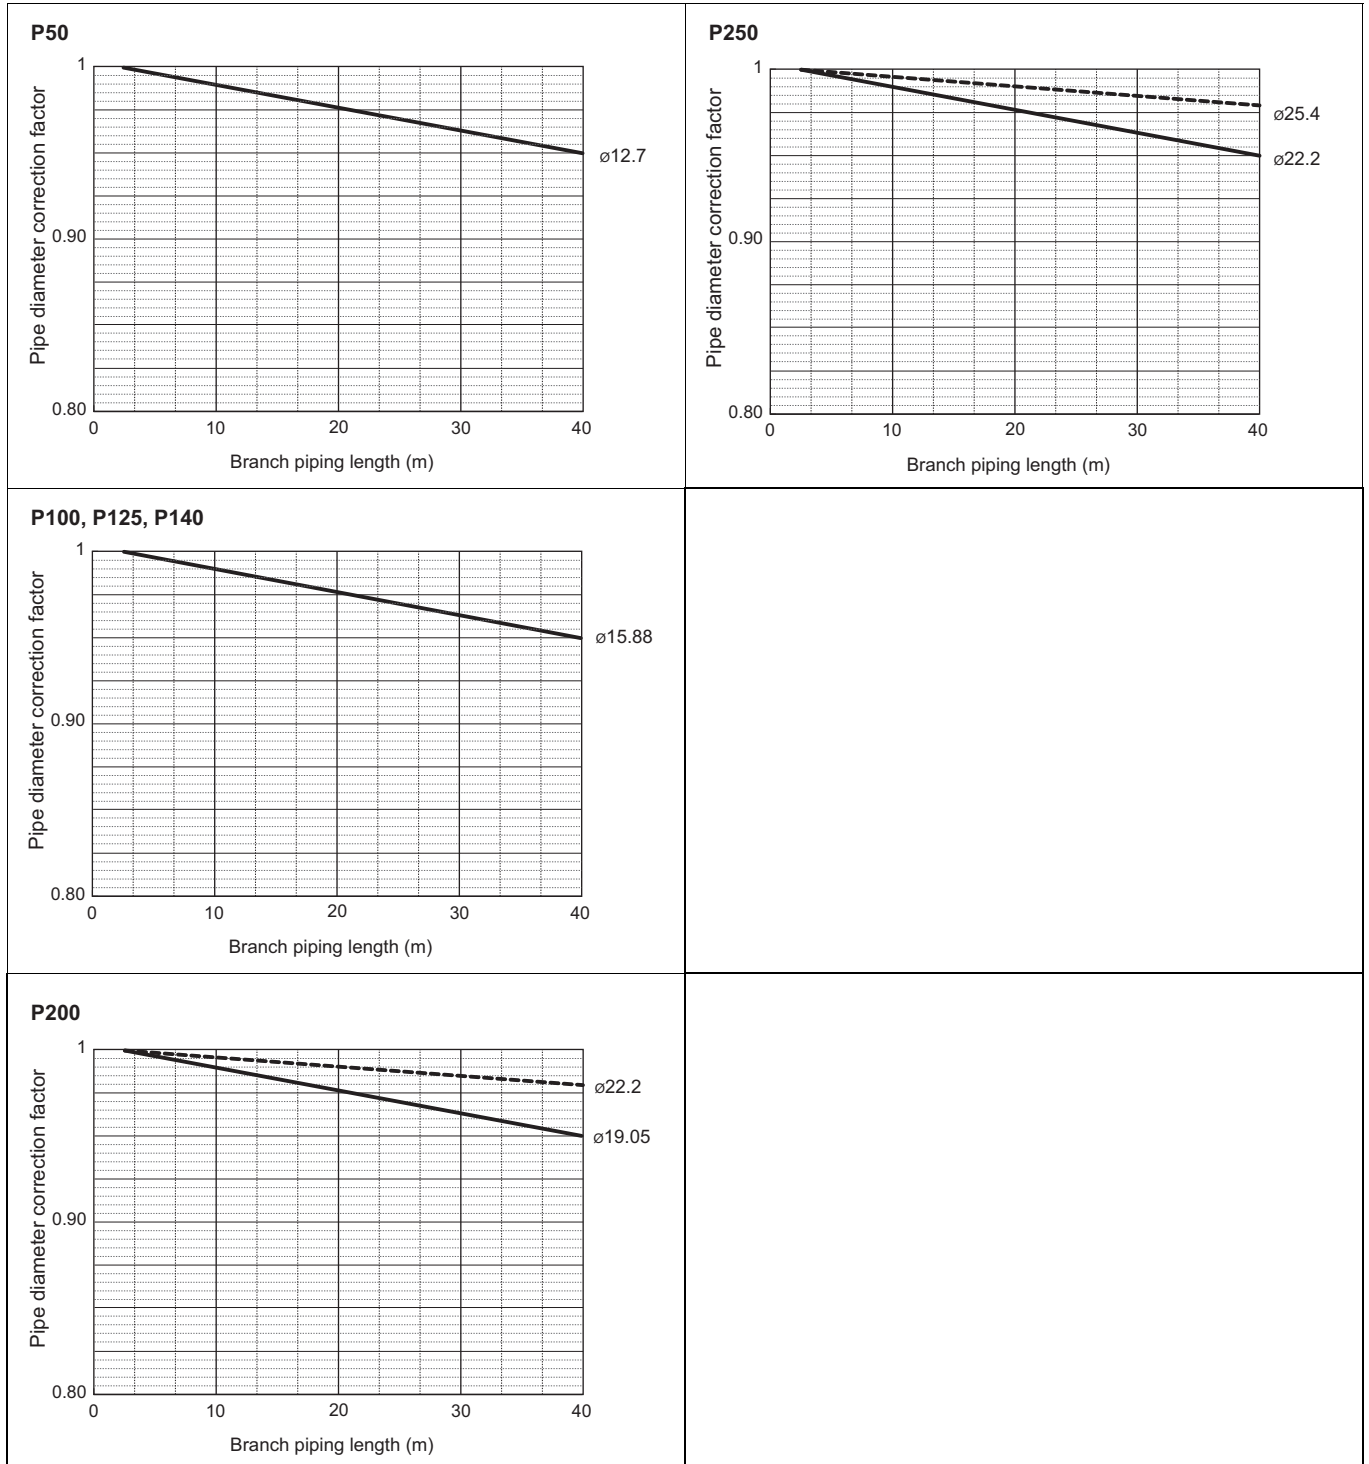 P50
Pipe diameter correction factor
1
0.90
0.80
0
10
20
30
40
ø12.7
Branch piping length (m)
P250
Pipe diameter correction factor
1
0.90
0.80
0
10
20
30
40
ø25.4
ø22.2
Branch piping length (m)
P100, P125, P140
Pipe diameter correction factor
1
0.90
0.80
0
10
20
30
40
ø15.88
Branch piping length (m)
P200
Pipe diameter correction factor
1
0.90
0.80
0
10
20
30
40
ø22.2
ø19.05
Branch piping length (m)